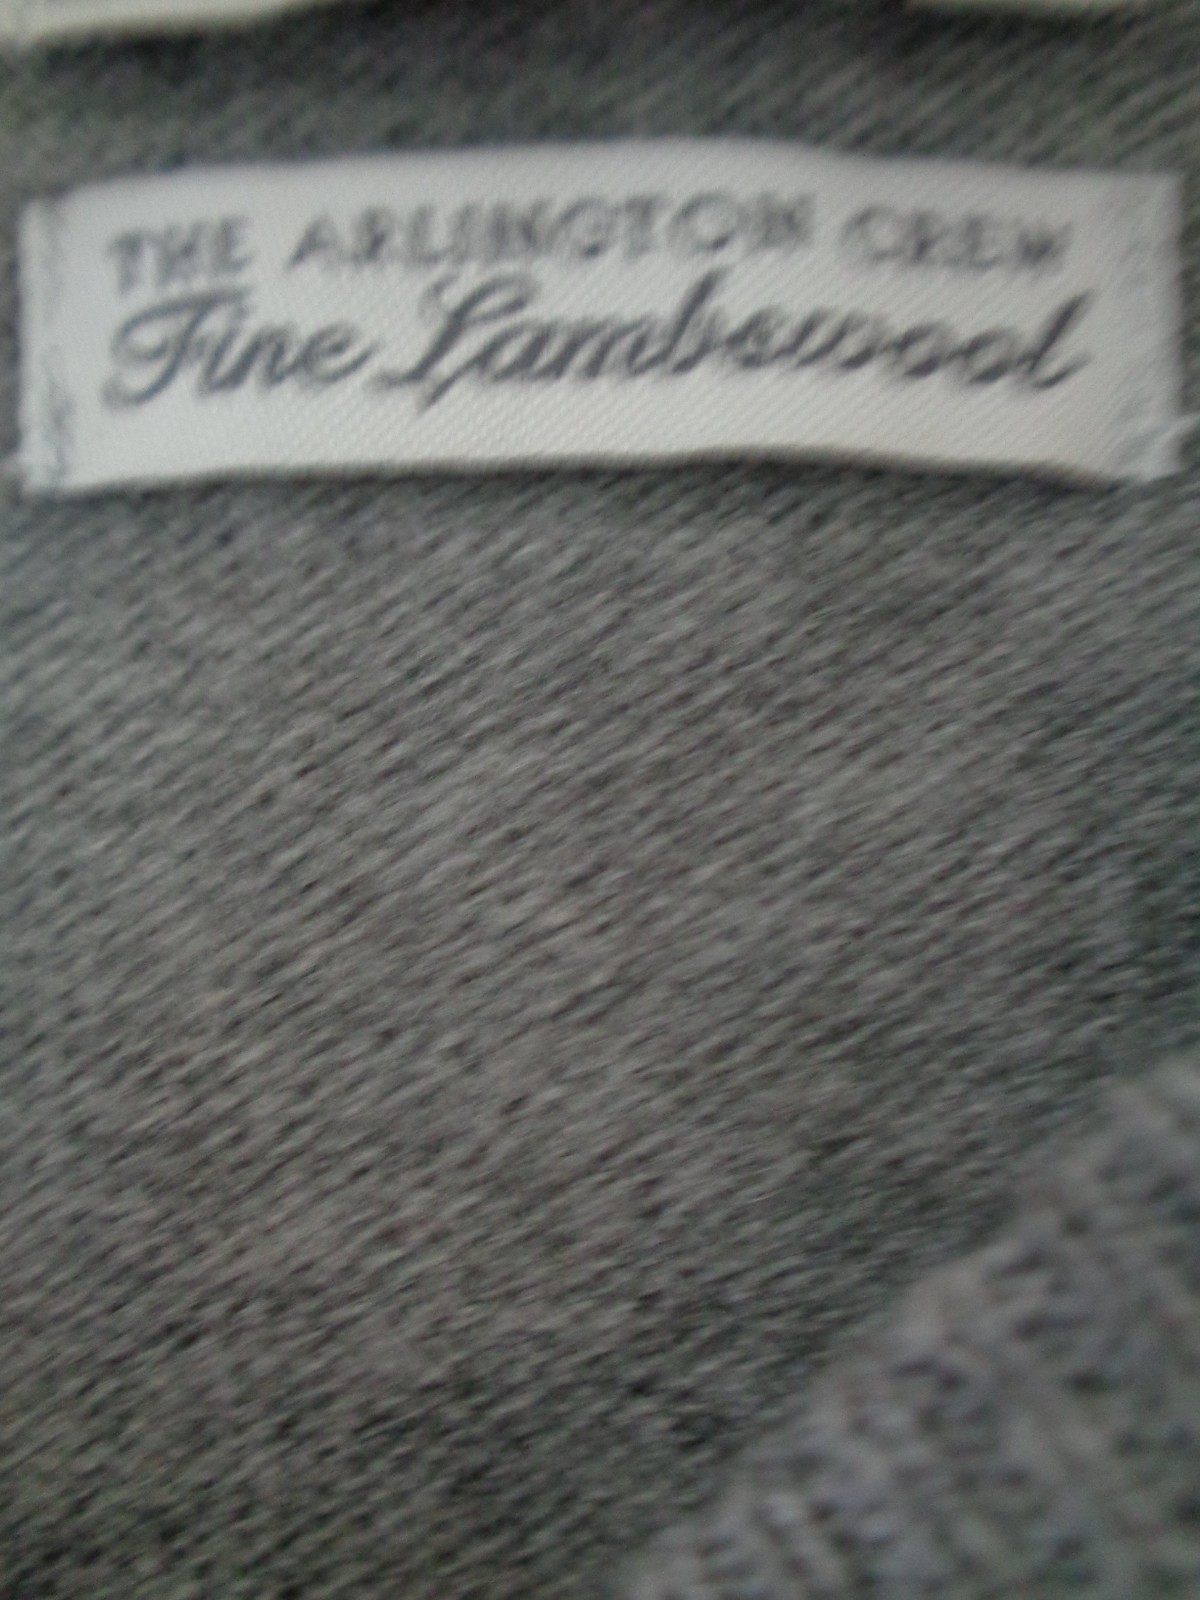 THE ARLINGTON CREW
Fine Lambswool